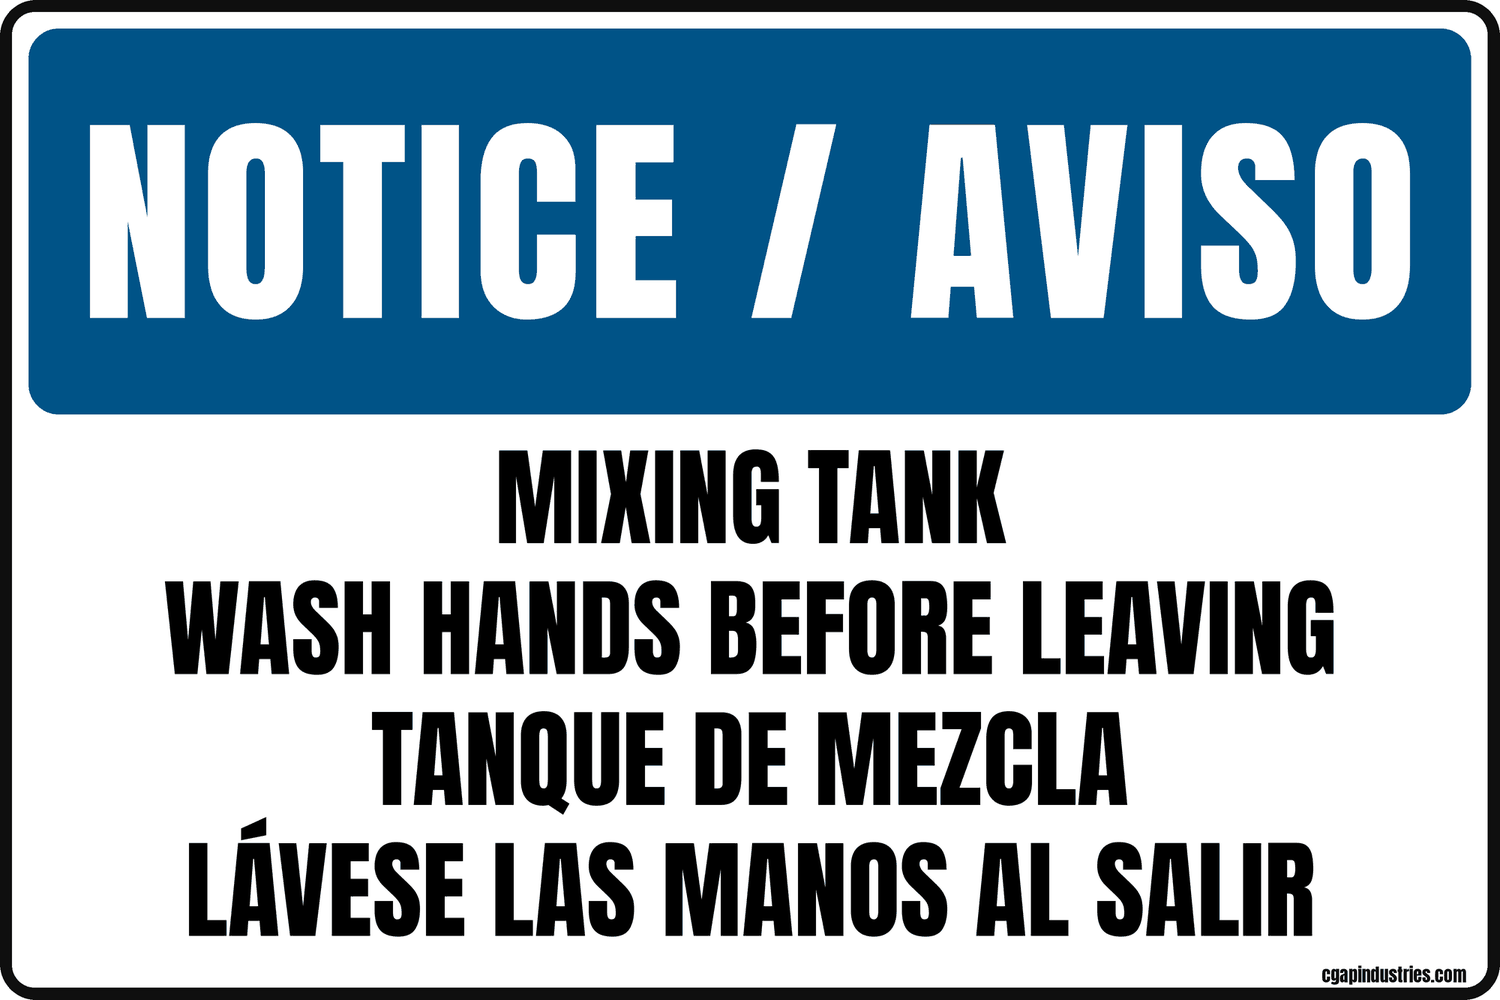 NOTICE / AVISO
MIXING TANK
WASH HANDS BEFORE LEAVING
TANQUE DE MEZCLA
LÁVESE LAS MANOS AL SALIR
cgapindustries.com